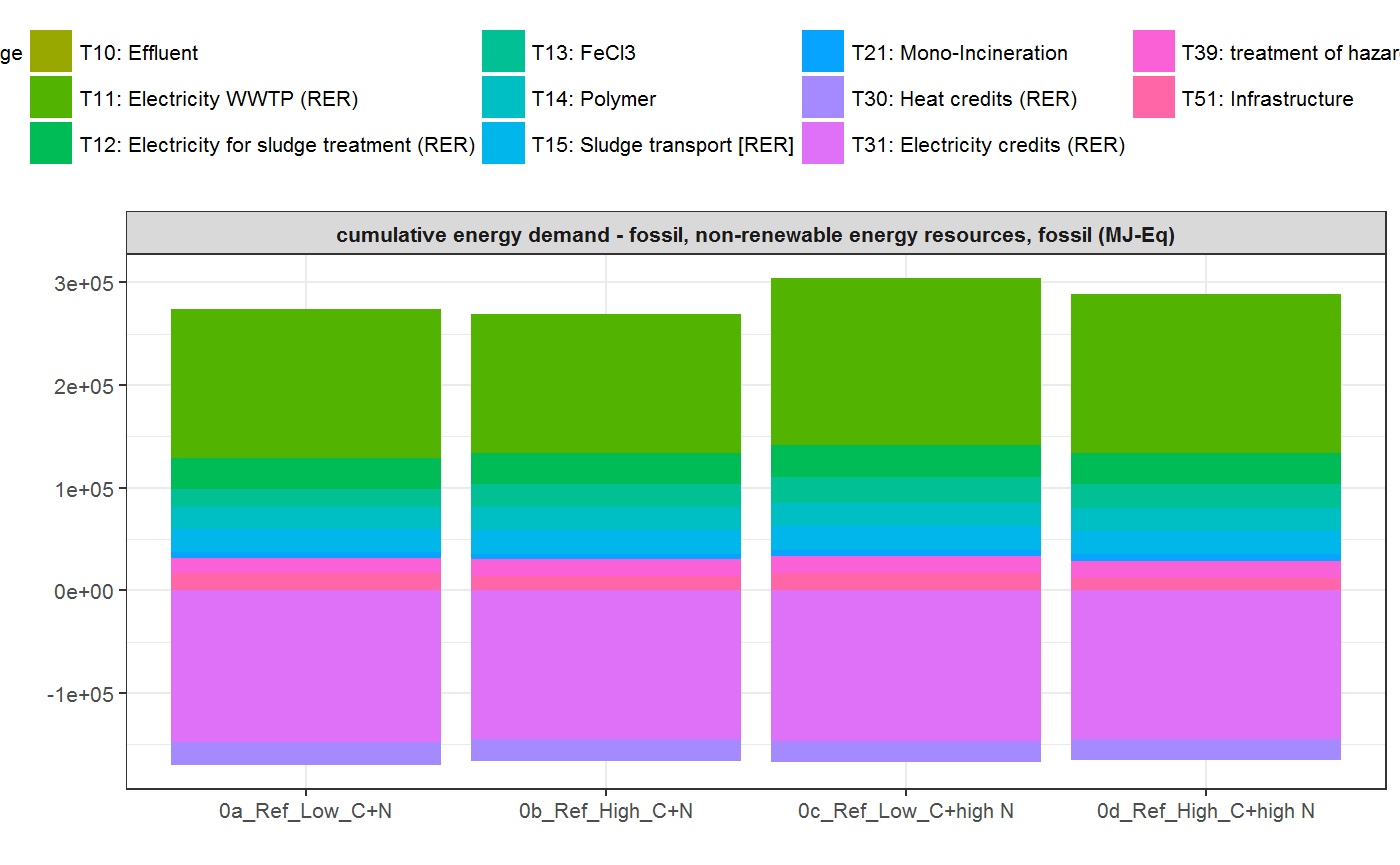 ge
T10: Effluent
T13: FeCl3
T21: Mono-Incineration
T39: treatment of hazar
T11: Electricity WWTP (RER)
T14: Polymer
T30: Heat credits (RER)
T51: Infrastructure
T12: Electricity for sludge treatment (RER)
T15: Sludge transport [RER]
T31: Electricity credits (RER)
cumulative energy demand - fossil, non-renewable energy resources, fossil (MJ-Eq)
3e+05
2e+05
1e+05
0e+00
-1e+05
0a_Ref_Low_C+N
0b_Ref_High_C+N
0c_Ref_Low_C+high N
0d_Ref_High_C+high N